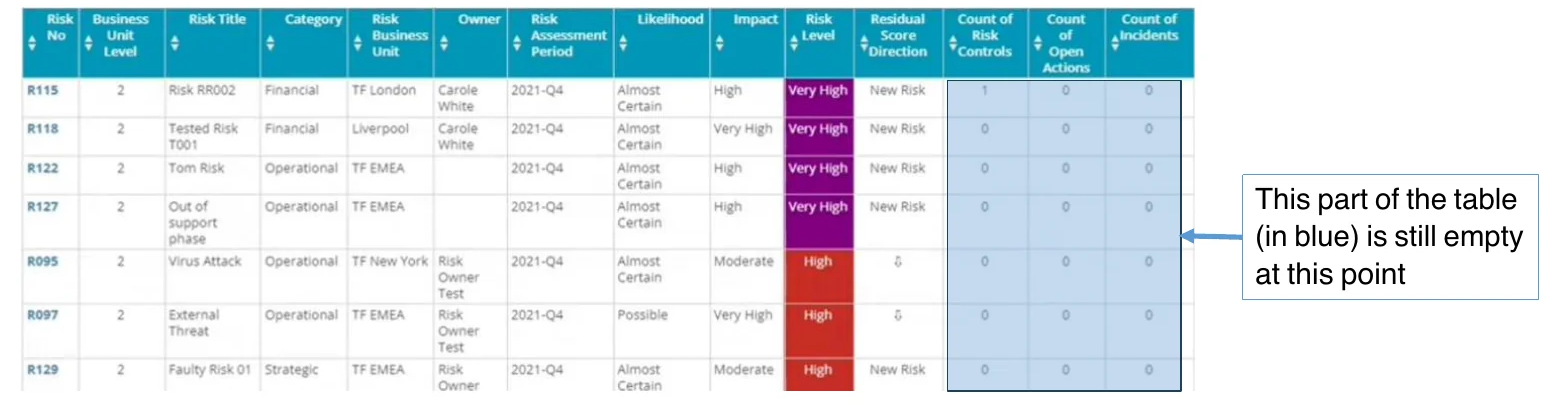 Risk No Business Unit Level Risk Title Category Risk Business Unit Owner Risk Assessment Period Likelihood Impact Risk Level Residual Score Direction Count of Risk Controls Count of Open Actions Count of Incidents
R115 2 Risk RR002 Financial TF London Carole White 2021-Q4 Almost Certain High Very High New Risk 1 0 0
R118 2 Tested Risk T001 Financial Liverpool Carole White 2021-Q4 Almost Certain Very High Very High New Risk 0 0 0
R122 2 Tom Risk Operational TF EMEA 2021-Q4 Almost Certain High Very High New Risk 0 0 0
R127 2 Out of support phase Operational TF EMEA 2021-Q4 Almost Certain High Very High New Risk 0 0 0
R095 2 Virus Attack Operational TF New York Risk Owner Test 2021-Q4 Almost Certain Moderate High ⇩ 0 0 0
R097 2 External Threat Operational TF EMEA Risk Owner Test 2021-Q4 Possible Very High High ⇩ 0 0 0
R129 2 Faulty Risk 01 Strategic TF EMEA Risk Owner 2021-Q4 Almost Certain Moderate High New Risk 0 0 0
This part of the table
(in blue) is still empty
at this point